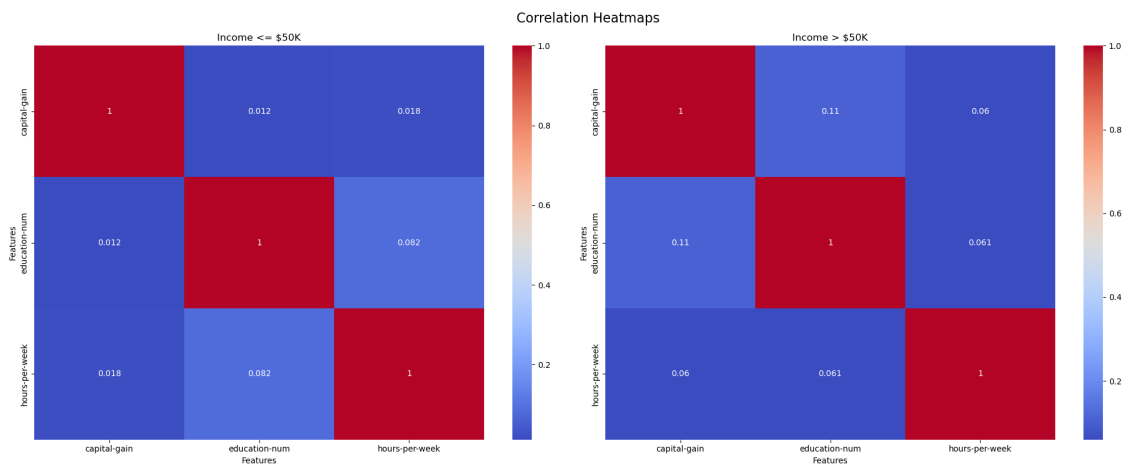 Correlation Heatmaps
Income <= $50K
Features
capital-gain
education-num
hours-per-week
1
0.012
0.018
0.012
1
0.082
0.018
0.082
1
capital-gain
education-num
hours-per-week
Features
1.0
0.8
0.6
0.4
0.2
Income > $50K
Features
capital-gain
education-num
hours-per-week
1
0.11
0.06
0.11
1
0.061
0.06
0.061
1
capital-gain
education-num
hours-per-week
Features
1.0
0.8
0.6
0.4
0.2